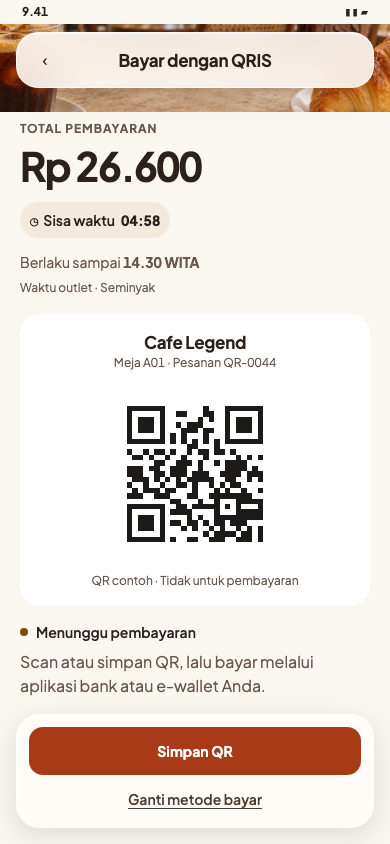 9.41
Bayar dengan QRIS
TOTAL PEMBAYARAN
Rp 26.600
Sisa waktu 04:58
Berlaku sampai 14.30 WITA
Waktu outlet · Seminyak
Cafe Legend
Meja A01 · Pesanan QR-0044
QR contoh · Tidak untuk pembayaran
Menunggu pembayaran
Scan atau simpan QR, lalu bayar melalui
aplikasi bank atau e-wallet Anda.
Simpan QR
Ganti metode bayar